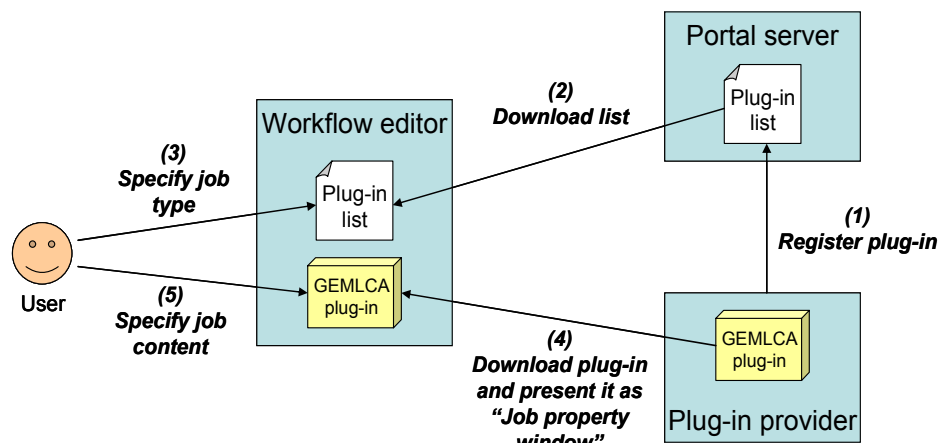 Portal server
Plug-in
list
(2)
Download list
Workflow editor
(3)
Specify job
type
Plug-in
list
(1)
Register plug-in
User
GEMLCA
plug-in
(5)
Specify job
content
(4)
Download plug-in
and present it as
“Job property
window”
GEMLCA
plug-in
Plug-in provider